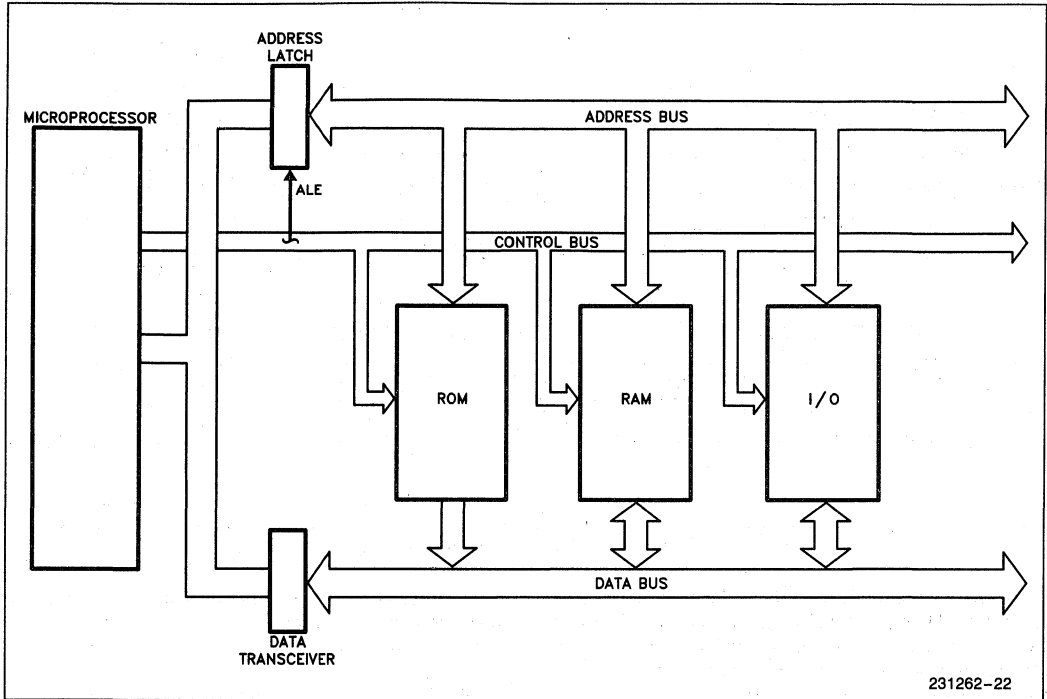 ADDRESS
LATCH
MICROPROCESSOR
ADDRESS BUS
ALE
CONTROL BUS
ROM
RAM
I/O
DATA BUS
DATA
TRANSCEIVER
231262-22